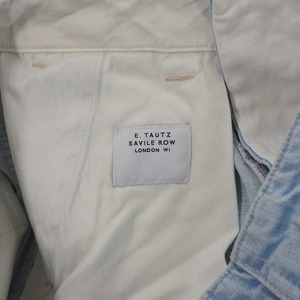 E. TAUTZ
SAVILE ROW
LONDON W1